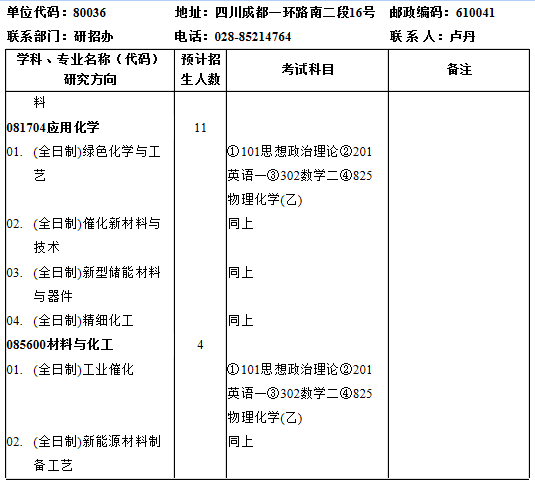 单位代码：80036 地址：四川成都一环路南二段16号 邮政编码：610041
联系部门：研招办 电话：028-85214764 联 系 人：卢丹
学科、专业名称（代码） 预计招 考试科目 备注
研究方向 生人数
料
081704应用化学 11
01. (全日制)绿色化学与工 ①101思想政治理论②201
艺 英语一③302数学二④825
物理化学(乙)
02. (全日制)催化新材料与 同上
技术
03. (全日制)新型储能材料 同上
与器件
04. (全日制)精细化工 同上
085600材料与化工 4
01. (全日制)工业催化 ①101思想政治理论②201
英语一③302数学二④825
物理化学(乙)
02. (全日制)新能源材料制 同上
备工艺